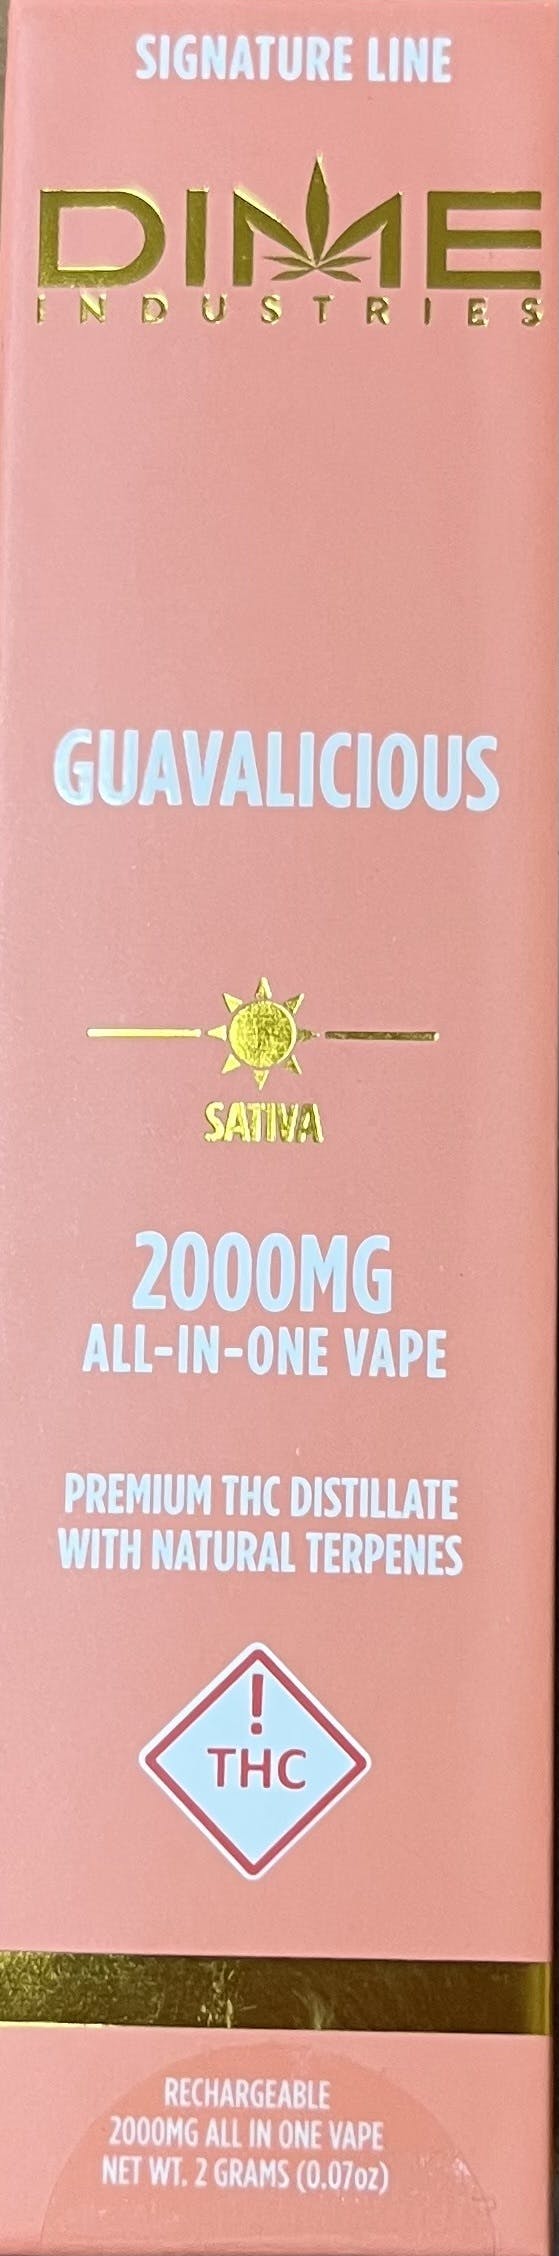 SIGNATURE LINE
DIME
INDUSTRIES
GUAVALICIOUS
SATIVA
2000MG
ALL-IN-ONE VAPE
PREMIUM THC DISTILLATE
WITH NATURAL TERPENES
!
THC
RECHARGEABLE
2000MG ALL IN ONE VAPE
NET WT. 2 GRAMS (0.07oz)